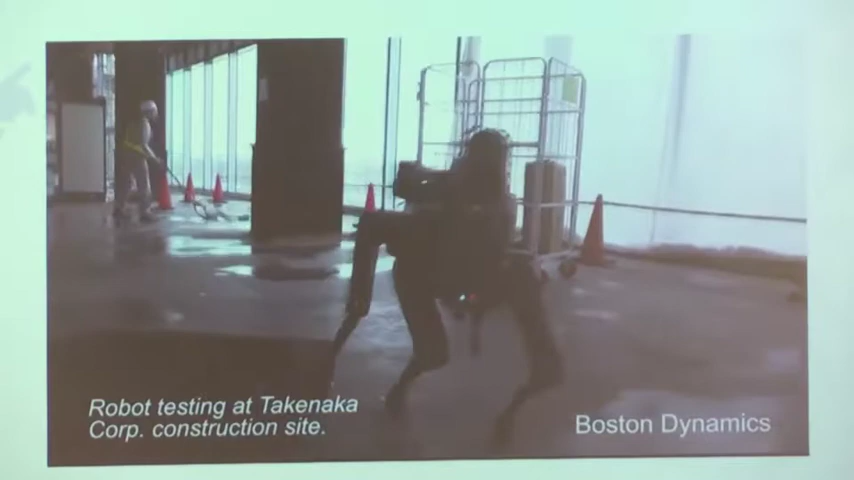 Robot testing at Takenaka
Corp. construction site.
Boston Dynamics